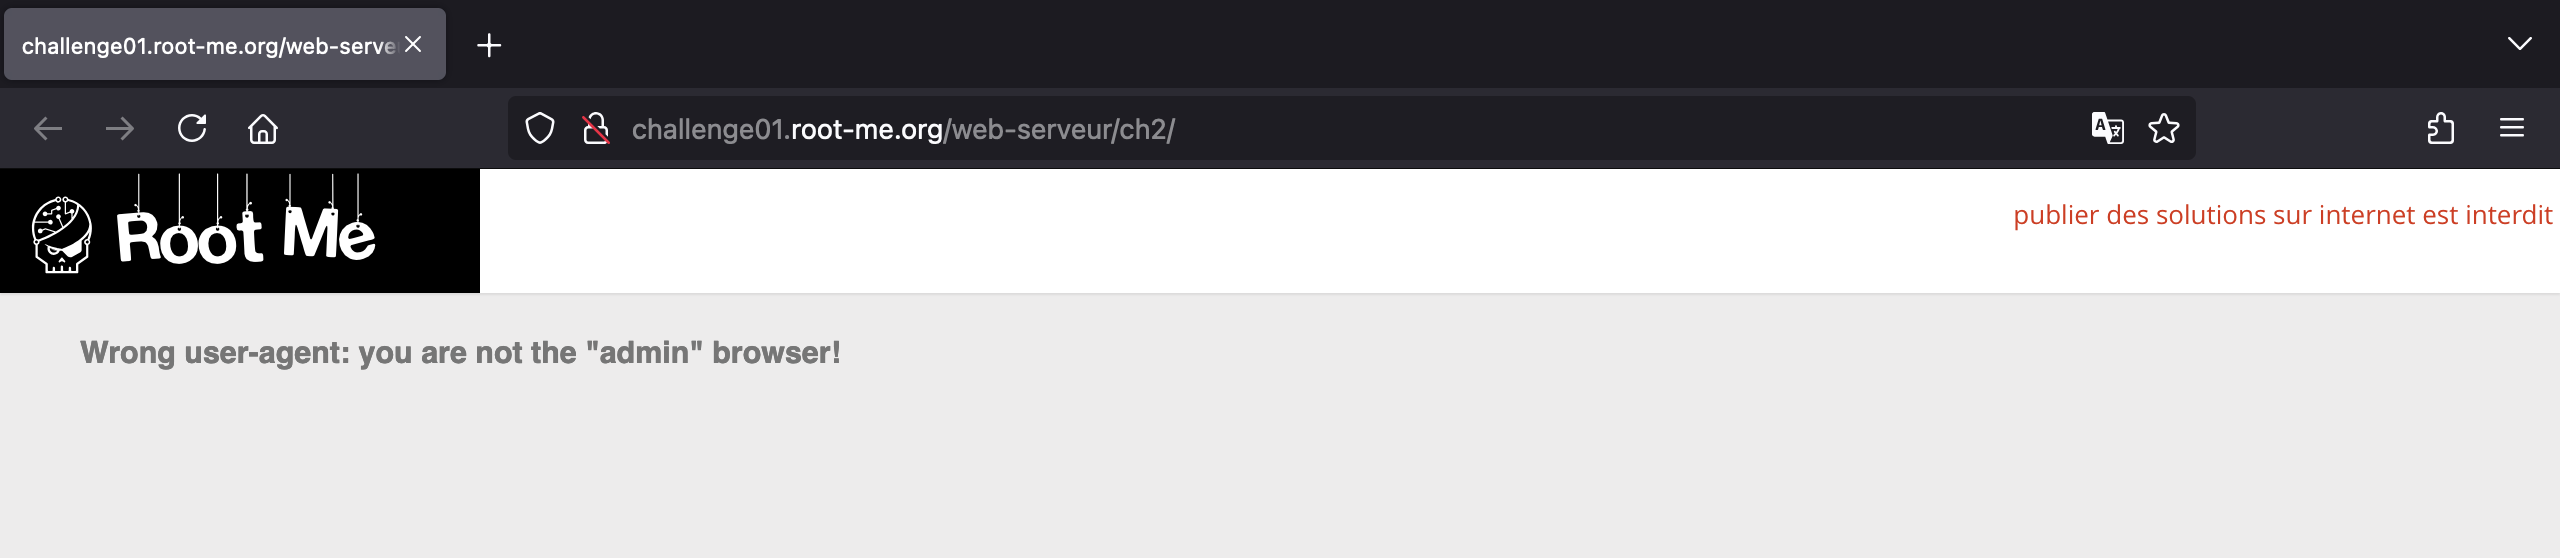 challenge01.root-me.org/web-serve
challenge01.root-me.org/web-serveur/ch2/
Root Me
publier des solutions sur internet est interdit
Wrong user-agent: you are not the "admin" browser!